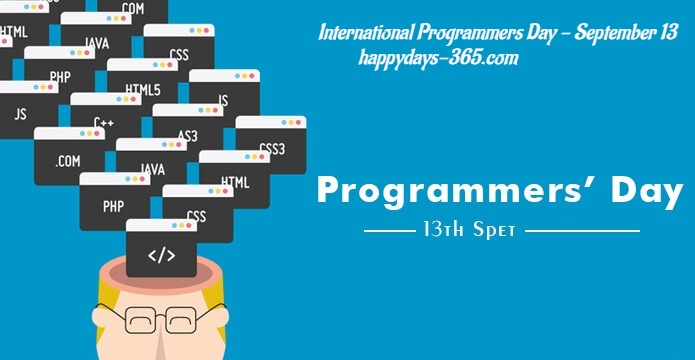 International Programmers Day - September 13
happydays-365.com
COM
HTML
JAVA
CSS
PHP
HTML5
JS
JS
C++
AS3
CSS3
.COM
JAVA
HTML
PHP
CSS
</>
Programmers' Day
13th Spet